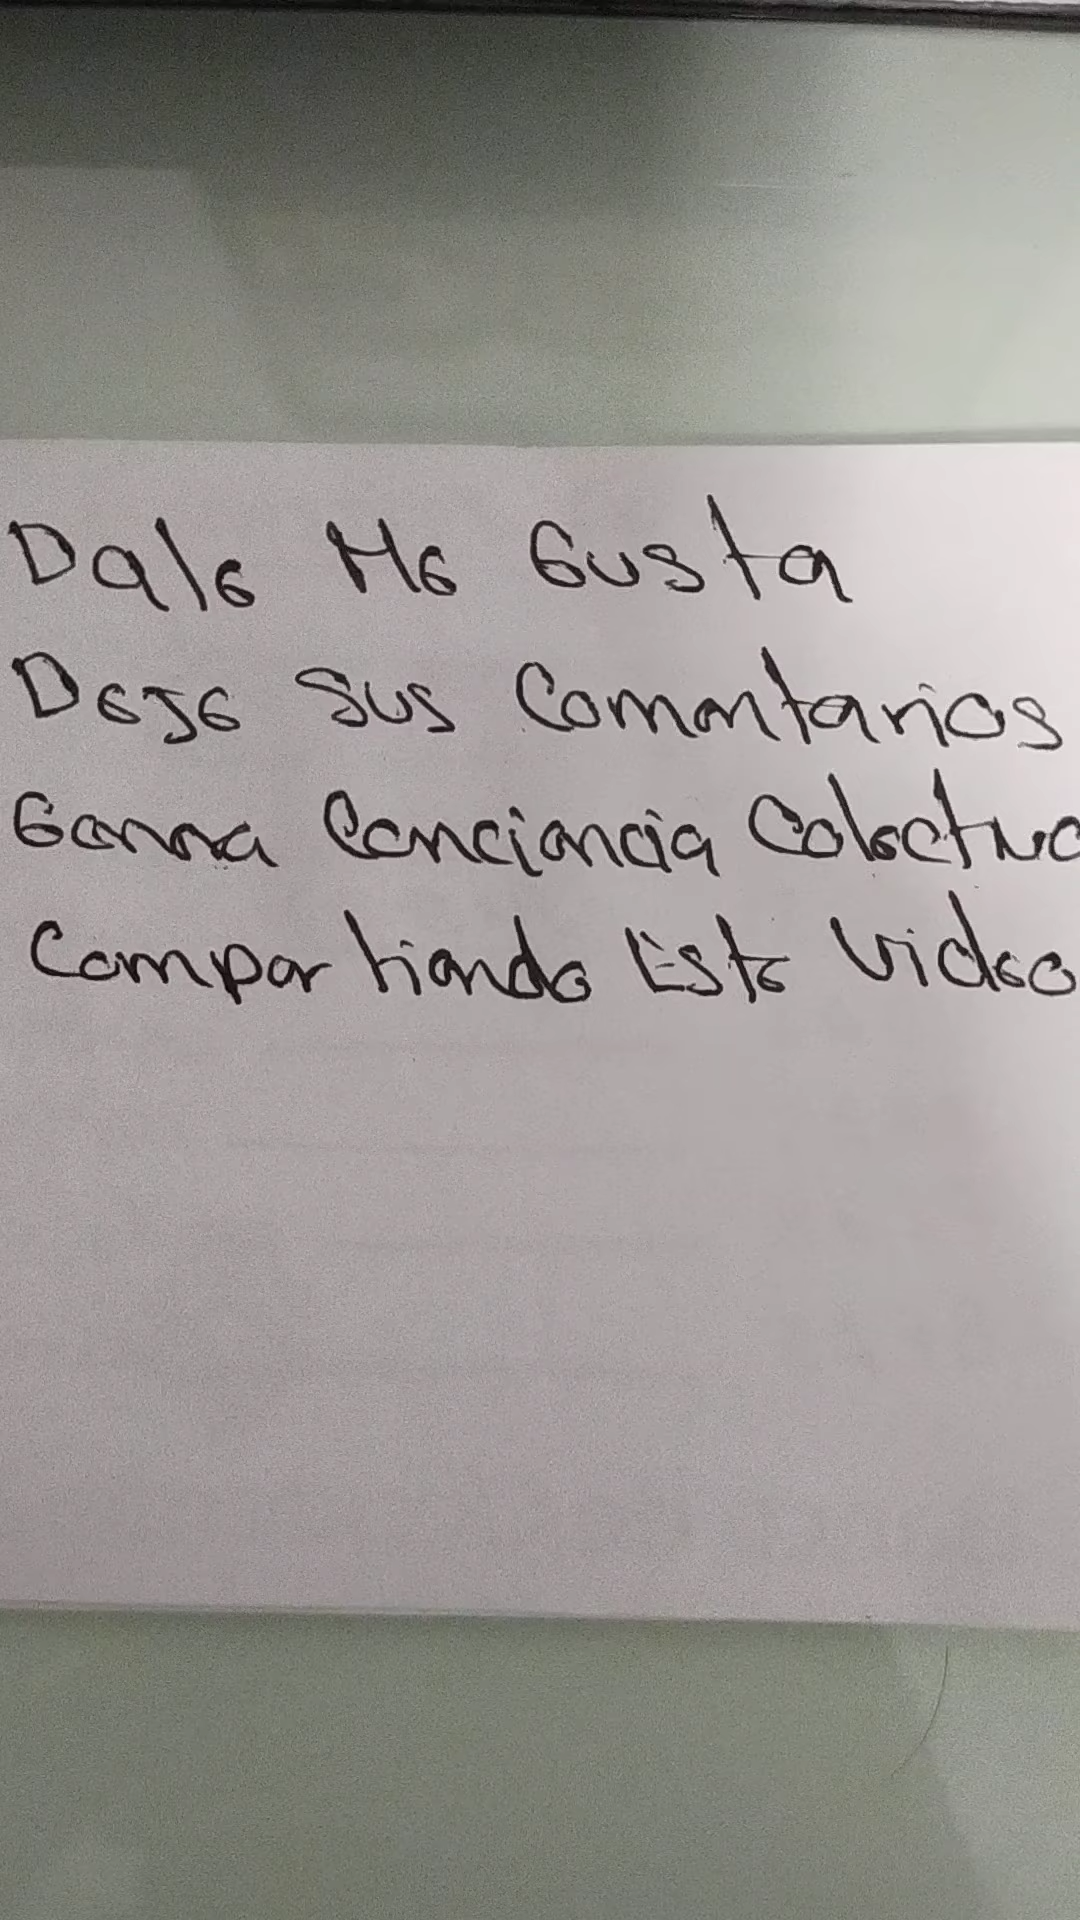 Dale Me Gusta
Deje Sus Comentarios
Genera Conciencia Colectiva
Compartiendo Este Video